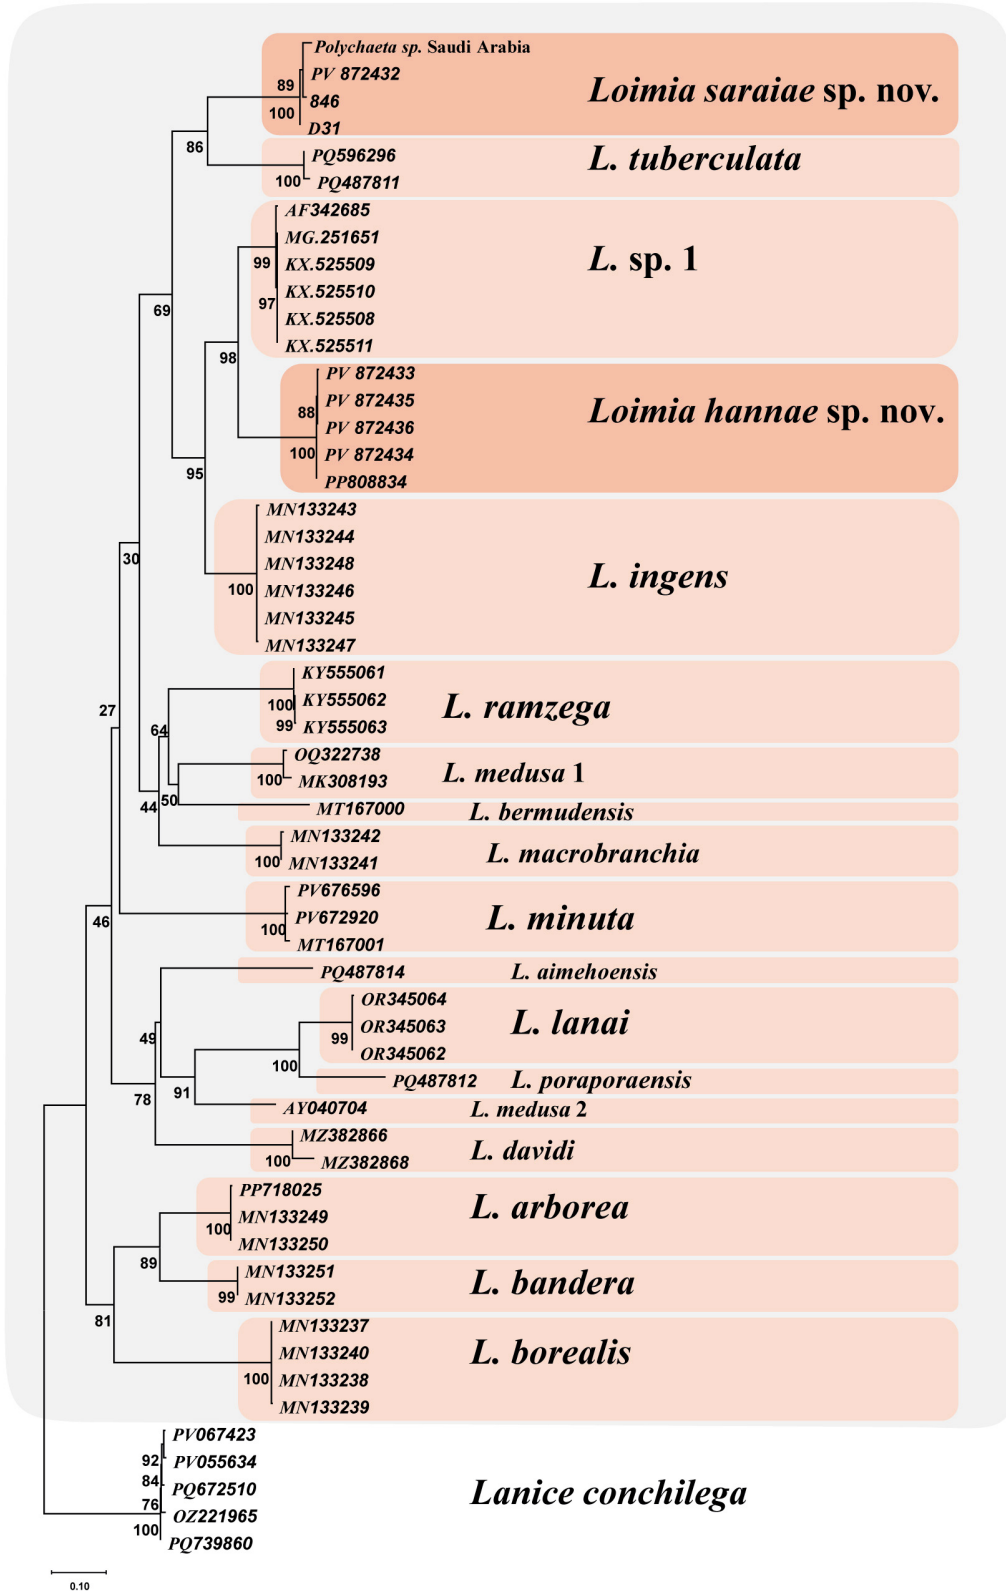 Polychaeta sp. Saudi Arabia
PV 872432
89
846
100
D31
Loimia saraiae sp. nov.
86
PQ596296
PQ487811
100
L. tuberculata
AF342685
MG.251651
KX.525509
99
KX.525510
97
KX.525508
KX.525511
L. sp. 1
69
98
PV 872433
PV 872435
88
PV 872436
PV 872434
100
PP808834
Loimia hannae sp. nov.
95
MN133243
MN133244
MN133248
MN133246
100
MN133245
MN133247
L. ingens
30
KY555061
KY555062
100
KY555063
99
L. ramzega
27
64
OQ322738
MK308193
100
L. medusa 1
50
44
MT167000
L. bermudensis
MN133242
MN133241
100
L. macrobranchia
PV676596
PV672920
100
MT167001
L. minuta
46
PQ487814
L. aimehoensis
OR345064
OR345063
99
OR345062
L. lanai
49
100
PQ487812
L. poraporaensis
91
78
AY040704
L. medusa 2
MZ382866
MZ382868
100
L. davidi
PP718025
MN133249
100
MN133250
L. arborea
89
MN133251
MN133252
99
L. bandera
81
MN133237
MN133240
100
MN133238
MN133239
L. borealis
PV067423
92
PV055634
84
PQ672510
76
OZ221965
100
PQ739860
Lanice conchilega
0.10